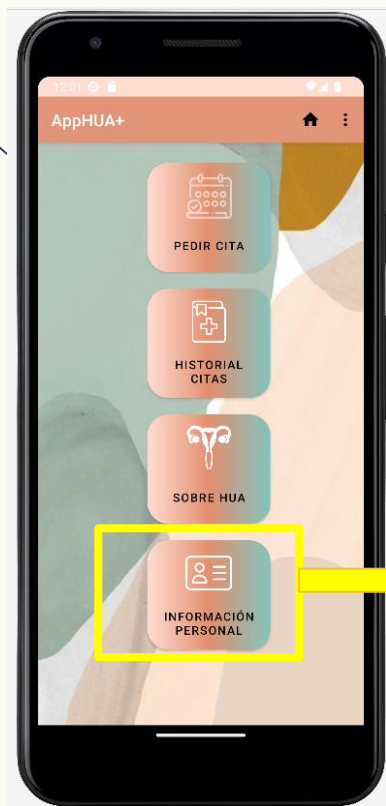 12:01
AppHUA+
PEDIR CITA
HISTORIAL
CITAS
SOBRE HUA
INFORMACIÓN
PERSONAL